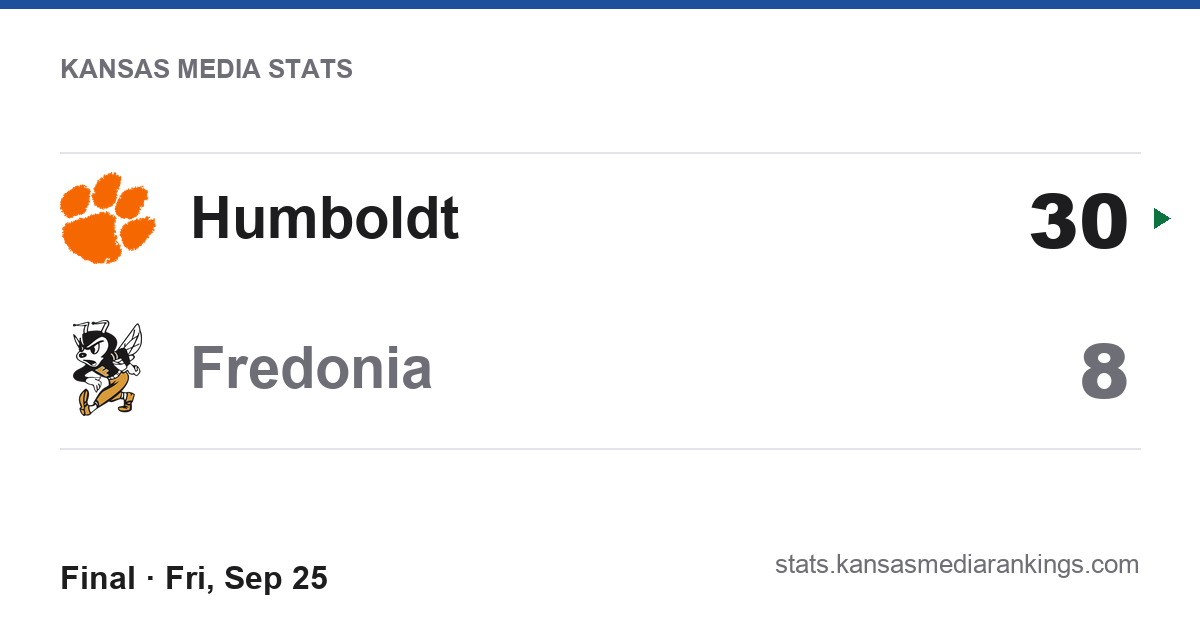 KANSAS MEDIA STATS
Humboldt 30
Fredonia 8
Final · Fri, Sep 25
stats.kansasmediarankings.com